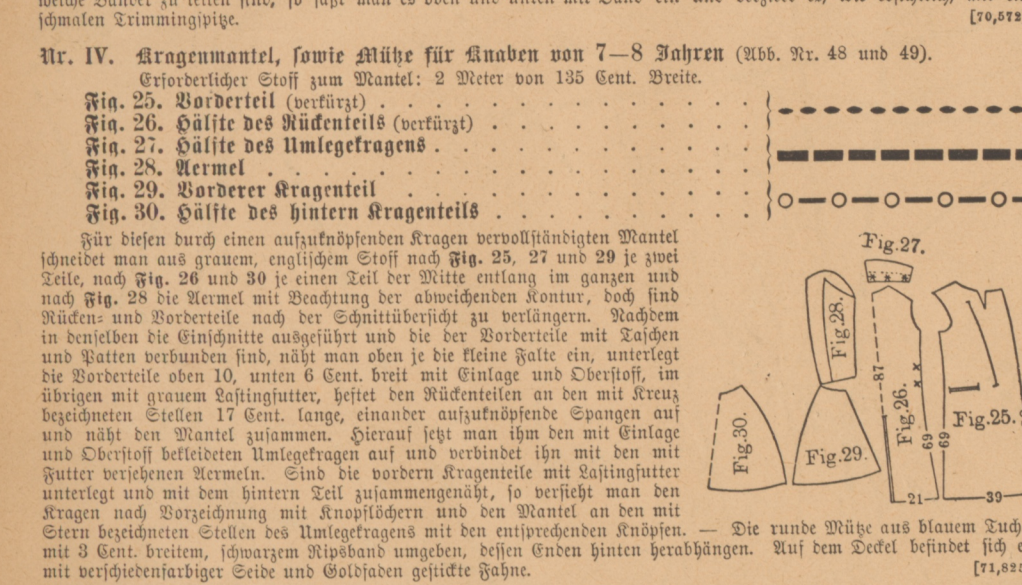 schmalen Trimmingspitze. [70,572
Nr. IV. Kragenmantel, sowie Mütze für Knaben von 7—8 Jahren (Abb. Nr. 48 und 49).
Erforderlicher Stoff zum Mantel: 2 Meter von 135 Cent. Breite.
Fig. 25. Vorderteil (verkürzt)
Fig. 26. Hälfte des Rückenteils (verkürzt)
Fig. 27. Hälfte des Umlegekragens
Fig. 28. Aermel
Fig. 29. Vorderer Kragenteil
Fig. 30. Hälfte des hintern Kragenteils
Für diesen durch einen aufzuknöpfenden Kragen vervollständigten Mantel
schneidet man aus grauem, englischem Stoff nach Fig. 25, 27 und 29 je zwei
Teile, nach Fig. 26 und 30 je einen Teil der Mitte entlang im ganzen und
nach Fig. 28 die Aermel mit Beachtung der abweichenden Kontur, doch sind
Rücken- und Vorderteile nach der Schnittübersicht zu verlängern. Nachdem
in denselben die Einschnitte ausgeführt und die der Vorderteile mit Taschen
und Patten verbunden sind, näht man oben je die kleine Falte ein, unterlegt
die Vorderteile oben 10, unten 6 Cent. breit mit Einlage und Oberstoff, im
übrigen mit grauem Lastingfutter, heftet den Rückenteilen an den mit Kreuz
bezeichneten Stellen 17 Cent. lange, einander aufzuknöpfende Spangen auf
und näht den Mantel zusammen. Hierauf setzt man ihm den mit Einlage
und Oberstoff bekleideten Umlegekragen auf und verbindet ihn mit den mit
Futter versehenen Aermeln. Sind die vordern Kragenteile mit Lastingfutter
unterlegt und mit dem hintern Teil zusammengenäht, so versieht man den
Kragen nach Vorzeichnung mit Knopflöchern und den Mantel an den mit
Stern bezeichneten Stellen des Umlegekragens mit den entsprechenden Knöpfen. — Die runde Mütze aus blauem Tuch
mit 3 Cent. breitem, schwarzem Ripsband umgeben, dessen Enden hinten herabhängen. Auf dem Deckel befindet sich
mit verschiedenfarbiger Seide und Goldfaden gestickte Fahne. [71,825
Fig.27.
Fig.28.
87
Fig.26.
69
69
Fig.25.
Fig.30.
Fig.29.
21
39